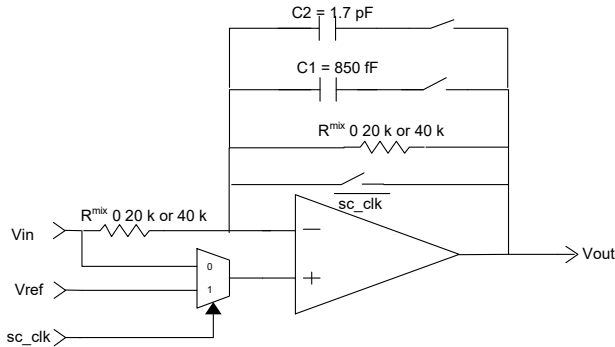 C2 = 1.7 pF
C1 = 850 fF
R^mix 0 20 k or 40 k
sc_clk
R^mix 0 20 k or 40 k
Vin
0
Vref
1
sc_clk
Vout